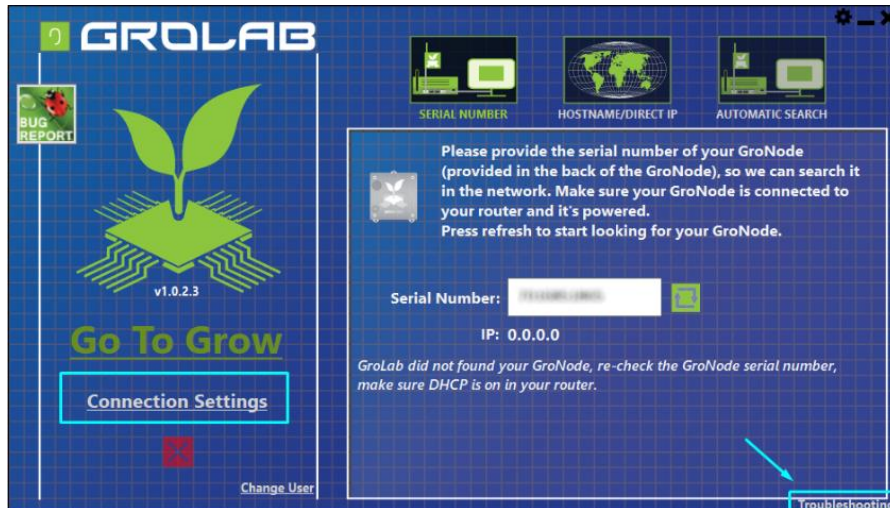 GROLAB
BUG
REPORT
v1.0.2.3
Go To Grow
Connection Settings
Change User
SERIAL NUMBER
HOSTNAME/DIRECT IP
AUTOMATIC SEARCH
Please provide the serial number of your GroNode
(provided in the back of the GroNode), so we can search it
in the network. Make sure your GroNode is connected to
your router and it's powered.
Press refresh to start looking for your GroNode.
Serial Number:
IP: 0.0.0.0
GroLab did not found your GroNode, re-check the GroNode serial number,
make sure DHCP is on in your router.
Troubleshooting